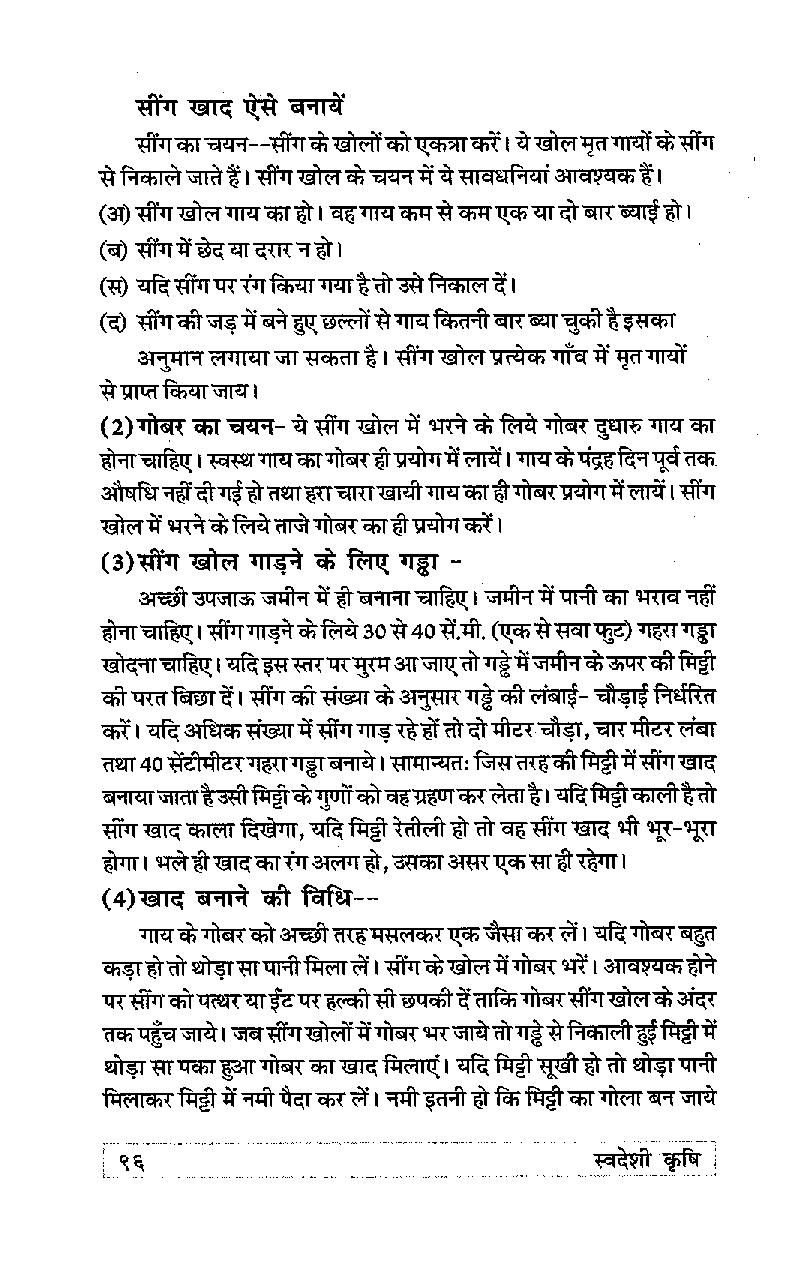 सींग खाद ऐसे बनायें
सींग का चयन--सींग के खोलों को एकत्रा करें। ये खोल मृत गायों के सींग
से निकाले जाते हैं। सींग खोल के चयन में ये सावधनियां आवश्यक हैं।
(अ) सींग खोल गाय का हो। वह गाय कम से कम एक या दो बार ब्याई हो।
(ब) सींग में छेद या दरार न हो।
(स) यदि सींग पर रंग किया गया है तो उसे निकाल दें।
(द) सींग की जड़ में बने हुए छल्लों से गाय कितनी बार ब्या चुकी है इसका
अनुमान लगाया जा सकता है। सींग खोल प्रत्येक गाँव में मृत गायों
से प्राप्त किया जाय।
(2) गोबर का चयन- ये सींग खोल में भरने के लिये गोबर दुधारु गाय का
होना चाहिए। स्वस्थ गाय का गोबर ही प्रयोग में लायें। गाय के पंद्रह दिन पूर्व तक
औषधि नहीं दी गई हो तथा हरा चारा खायी गाय का ही गोबर प्रयोग में लायें। सींग
खोल में भरने के लिये ताजे गोबर का ही प्रयोग करें।
(3) सींग खोल गाड़ने के लिए गड्ढा -
अच्छी उपजाऊ जमीन में ही बनाना चाहिए। जमीन में पानी का भराव नहीं
होना चाहिए। सींग गाड़ने के लिये 30 से 40 सें.मी. (एक से सवा फुट) गहरा गड्ढा
खोदना चाहिए। यदि इस स्तर पर मुरम आ जाए तो गड्ढे में जमीन के ऊपर की मिट्टी
की परत बिछा दें। सींग की संख्या के अनुसार गड्ढे की लंबाई- चौड़ाई निर्धरित
करें। यदि अधिक संख्या में सींग गाड़ रहे हों तो दो मीटर चौड़ा, चार मीटर लंबा
तथा 40 सेंटीमीटर गहरा गड्ढा बनाये। सामान्यतः जिस तरह की मिट्टी में सींग खाद
बनाया जाता है उसी मिट्टी के गुणों को वह ग्रहण कर लेता है। यदि मिट्टी काली है तो
सींग खाद काला दिखेगा, यदि मिट्टी रेतीली हो तो वह सींग खाद भी भूर-भूरा
होगा। भले ही खाद का रंग अलग हो, उसका असर एक सा ही रहेगा।
(4) खाद बनाने की विधि--
गाय के गोबर को अच्छी तरह मसलकर एक जैसा कर लें। यदि गोबर बहुत
कड़ा हो तो थोड़ा सा पानी मिला लें। सींग के खोल में गोबर भरें। आवश्यक होने
पर सींग को पत्थर या ईंट पर हल्की सी छपकी दें ताकि गोबर सींग खोल के अंदर
तक पहुँच जाये। जब सींग खोलों में गोबर भर जाये तो गड्ढे से निकाली हुई मिट्टी में
थोड़ा सा पका हुआ गोबर का खाद मिलाएं। यदि मिट्टी सूखी हो तो थोड़ा पानी
मिलाकर मिट्टी में नमी पैदा कर लें। नमी इतनी हो कि मिट्टी का गोला बन जाये
९६ स्वदेशी कृषि